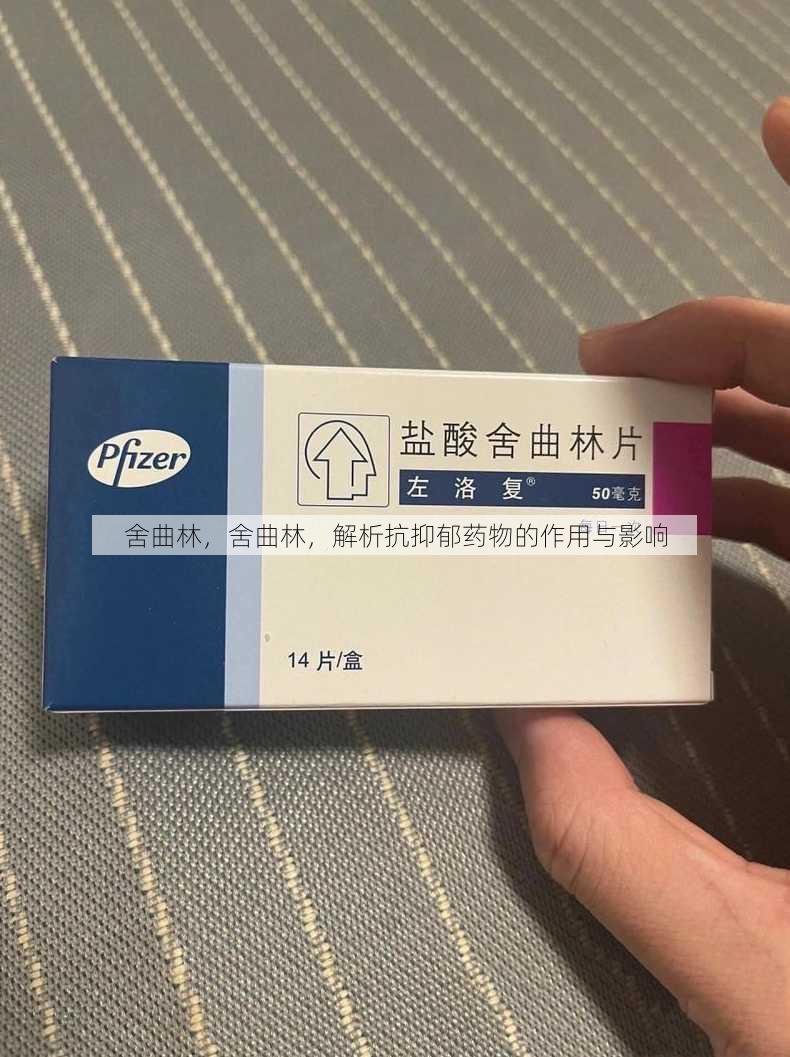 Pfizer
盐酸舍曲林片
左洛复®
50毫克
舍曲林，舍曲林，解析抗抑郁药物的作用与影响
14 片/盒